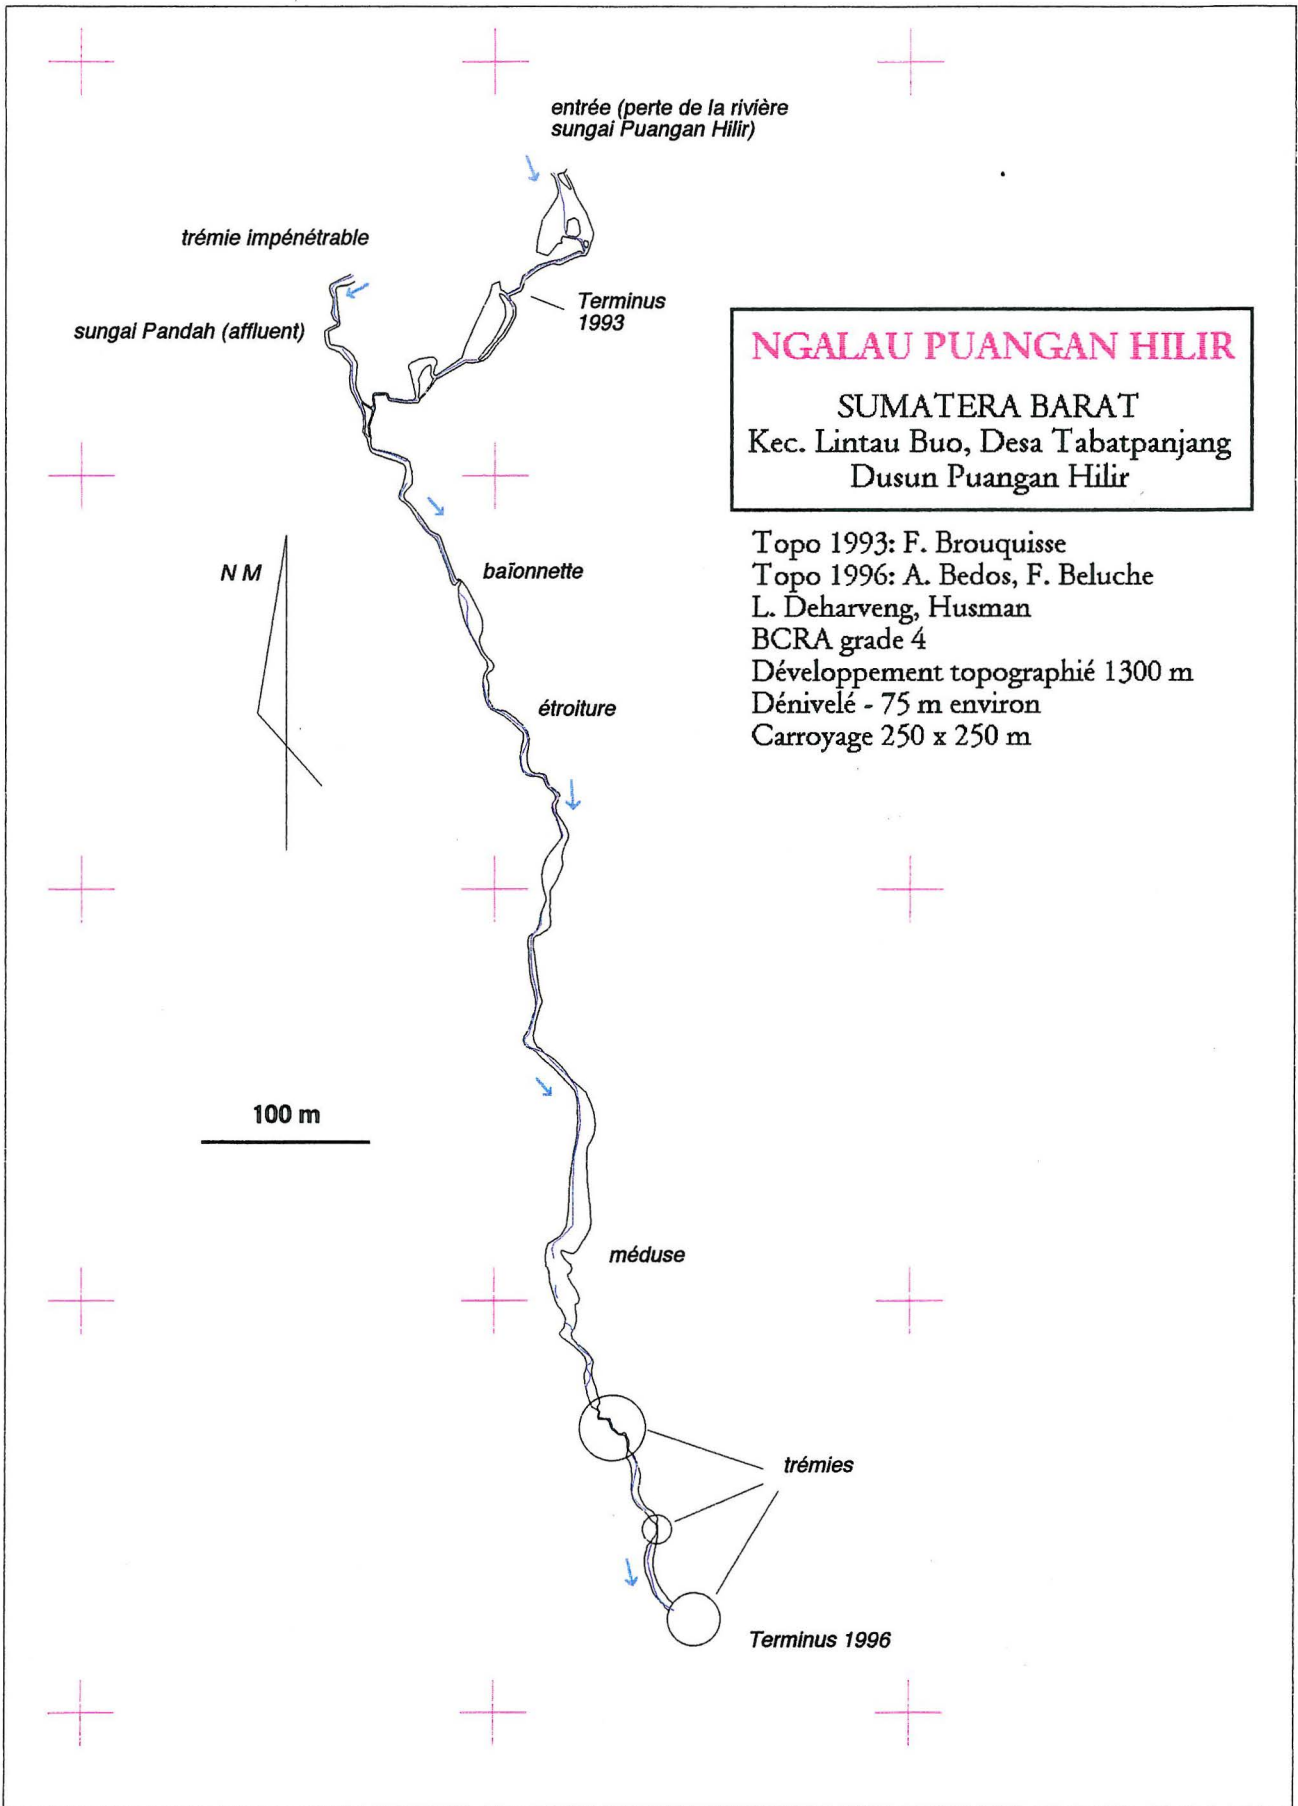 entrée (perte de la rivière
sungai Puangan Hilir)
trémie impénétrable
Terminus
1993
sungai Pandah (affluent)
NGALAU PUANGAN HILIR
SUMATERA BARAT
Kec. Lintau Buo, Desa Tabatpanjang
Dusun Puangan Hilir
Topo 1993: F. Brouquisse
Topo 1996: A. Bedos, F. Beluche
L. Deharveng, Husman
BCRA grade 4
Développement topographié 1300 m
Dénivelé - 75 m environ
Carroyage 250 x 250 m
N M
baïonnette
étroiture
100 m
méduse
trémies
Terminus 1996